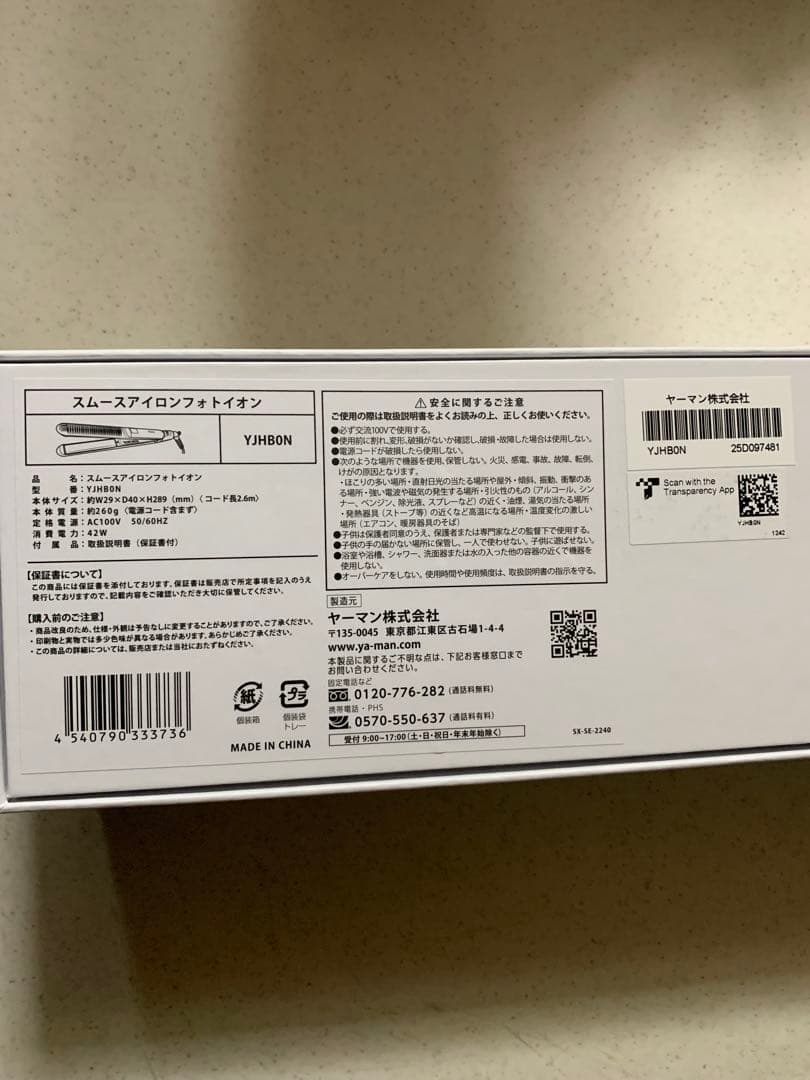 スムースアイロンフォトイオン
YJHB0N
品名：スムースアイロンフォトイオン
型番：YJHB0N
本体サイズ：約W29×D40×H289（mm）〈コード長2.6m〉
本体質量：約260g〈電源コード含まず〉
定格電源：AC100V 50/60HZ
消費電力：42W
付属品：取扱説明書（保証書付）
【保証書について】
この商品には保証書を添付しております。保証書は販売店で所定事項を記入のうえ
発行しておりますので、記載内容をご確認いただき大切に保管してください。
【購入前のご注意】
・商品改良のため、仕様・外観は予告なしに変更することがありますので、ご了承ください。
・印刷物と実物では多少色味が異なる場合があります。あらかじめご了承ください。
・この商品の詳細については、販売店または当社におたずねください。
4 540790 333736
紙
個装箱
プラ
個装袋
トレー
MADE IN CHINA
⚠安全に関するご注意
ご使用の際は取扱説明書をよくお読みの上、正しくお使いください。
●必ず交流100Vで使用する。
●使用前に割れ、変形、破損がないか確認し、破損・故障した場合は使用しない。
●電源コードが破損したら使用しない。
●次のような場所で機器を使用、保管しない。火災、感電、事故、故障、転倒、
けがの原因となります。
・ほこりの多い場所・直射日光の当たる場所や屋外・傾斜、振動、衝撃のあ
る場所・強い電波や磁気の発生する場所・引火性のもの（アルコール、シン
ナー、ベンジン、除光液、スプレーなど）の近く・油煙、湯気の当たる場所
・発熱器具（ストーブ等）の近くなど高温になる場所・温度変化の激しい
場所（エアコン、暖房器具のそば）
●子供は保護者同意のうえ、保護者または専門家などの監督下で使用する。
●子供の手の届かない場所に保管し、一人で使わせない。子供に遊ばせない。
●浴室や浴槽、シャワー、洗面器または水の入った他の容器の近くで機器を
使用しない。
●オーバーケアをしない。使用時間や使用頻度は、取扱説明書の指示を守る。
製造元
ヤーマン株式会社
〒135-0045 東京都江東区古石場1-4-4
www.ya-man.com
本製品に関するご不明な点は、下記お客様窓口まで
お問い合わせください。
固定電話など
0120-776-282（通話料無料）
携帯電話・PHS
0570-550-637（通話料有料）
受付 9:00~17:00（土・日・祝日・年末年始除く）
SX-SE-2240
ヤーマン株式会社
YJHB0N 25D097481
Scan with the
Transparency App
YJHB0N
1242